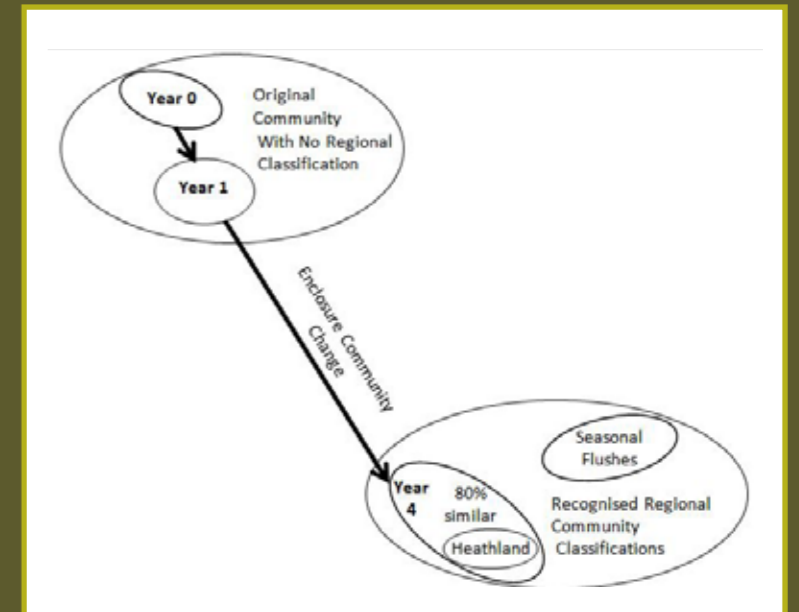 Year 0
Original
Community
With No Regional
Classification
Year 1
Enclosure Community
Change
Seasonal
Flushes
Year
4
80%
similar
Heathland
Recognised Regional
Community
Classifications